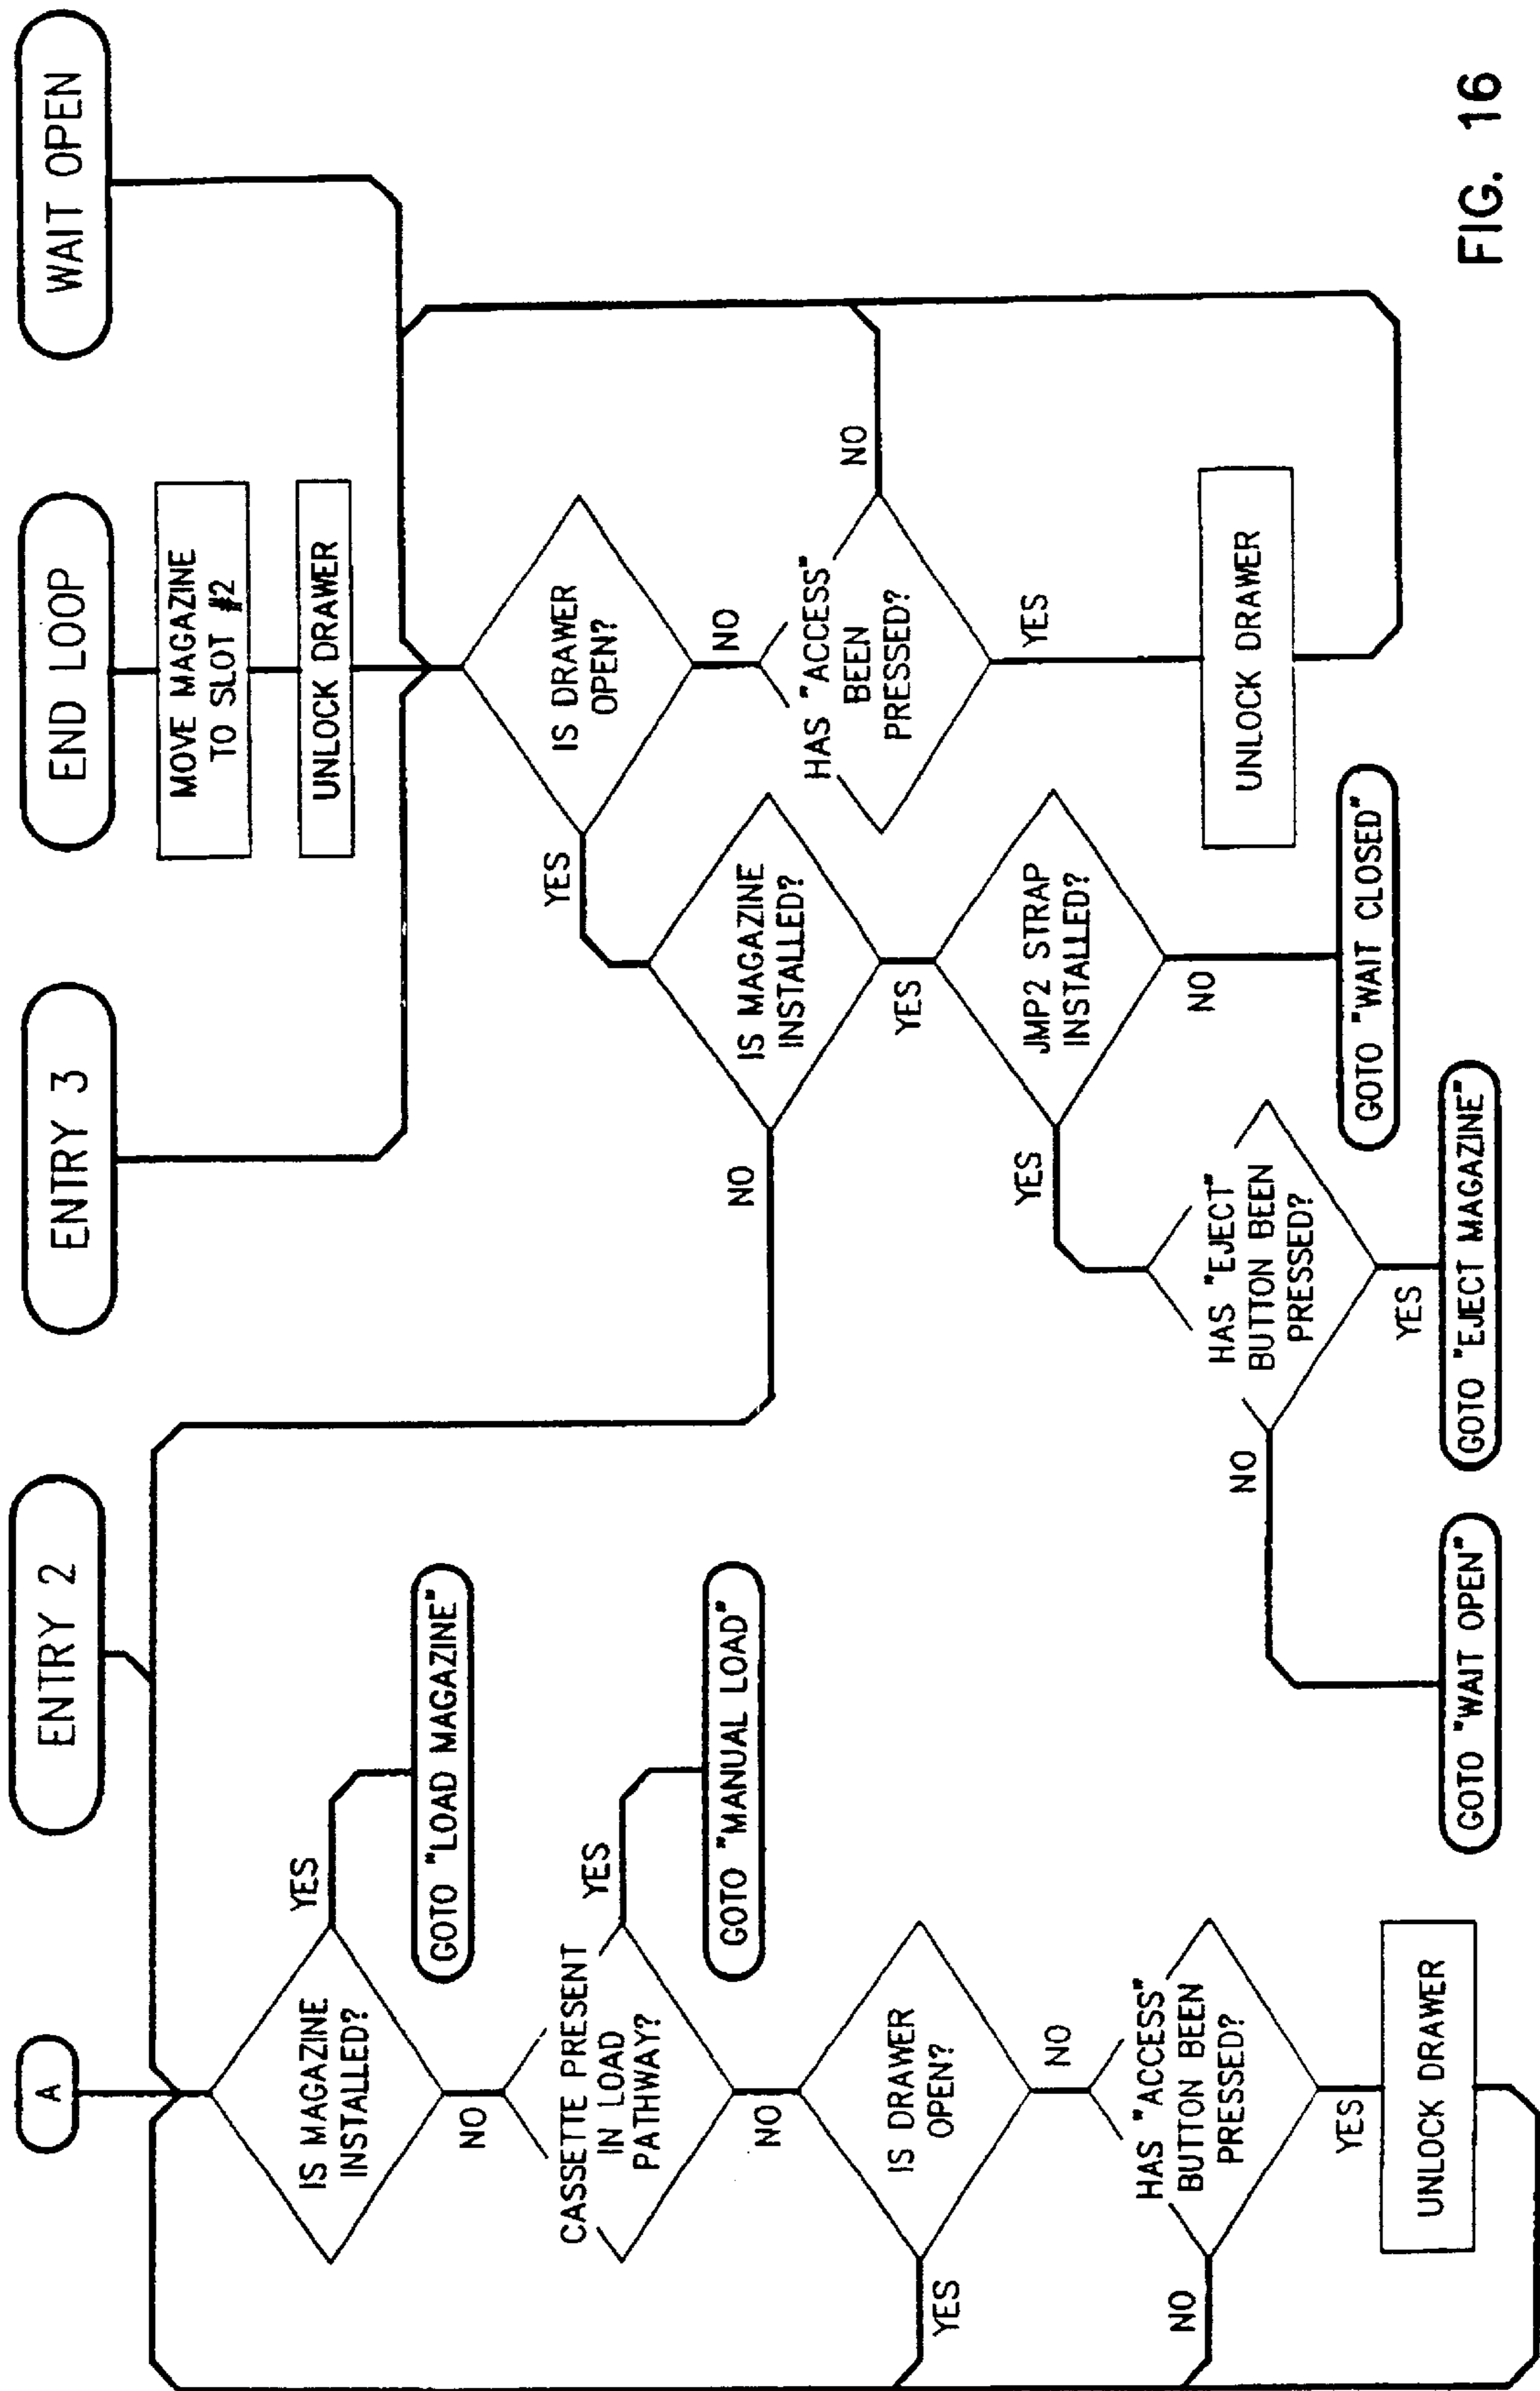 A
ENTRY 2
ENTRY 3
END LOOP
WAIT OPEN
IS MAGAZINE
INSTALLED?
YES
GOTO "LOAD MAGAZINE"
NO
CASSETTE PRESENT
IN LOAD
PATHWAY?
YES
GOTO "MANUAL LOAD"
NO
IS DRAWER
OPEN?
YES
NO
HAS "ACCESS"
BUTTON BEEN
PRESSED?
NO
YES
UNLOCK DRAWER
MOVE MAGAZINE
TO SLOT #2
UNLOCK DRAWER
IS DRAWER
OPEN?
YES
NO
HAS "ACCESS"
BEEN
PRESSED?
NO
YES
UNLOCK DRAWER
IS MAGAZINE
INSTALLED?
NO
YES
JMP2 STRAP
INSTALLED?
YES
NO
GOTO "WAIT CLOSED"
HAS "EJECT"
BUTTON BEEN
PRESSED?
NO
YES
GOTO "WAIT OPEN"
GOTO "EJECT MAGAZINE"
FIG. 16